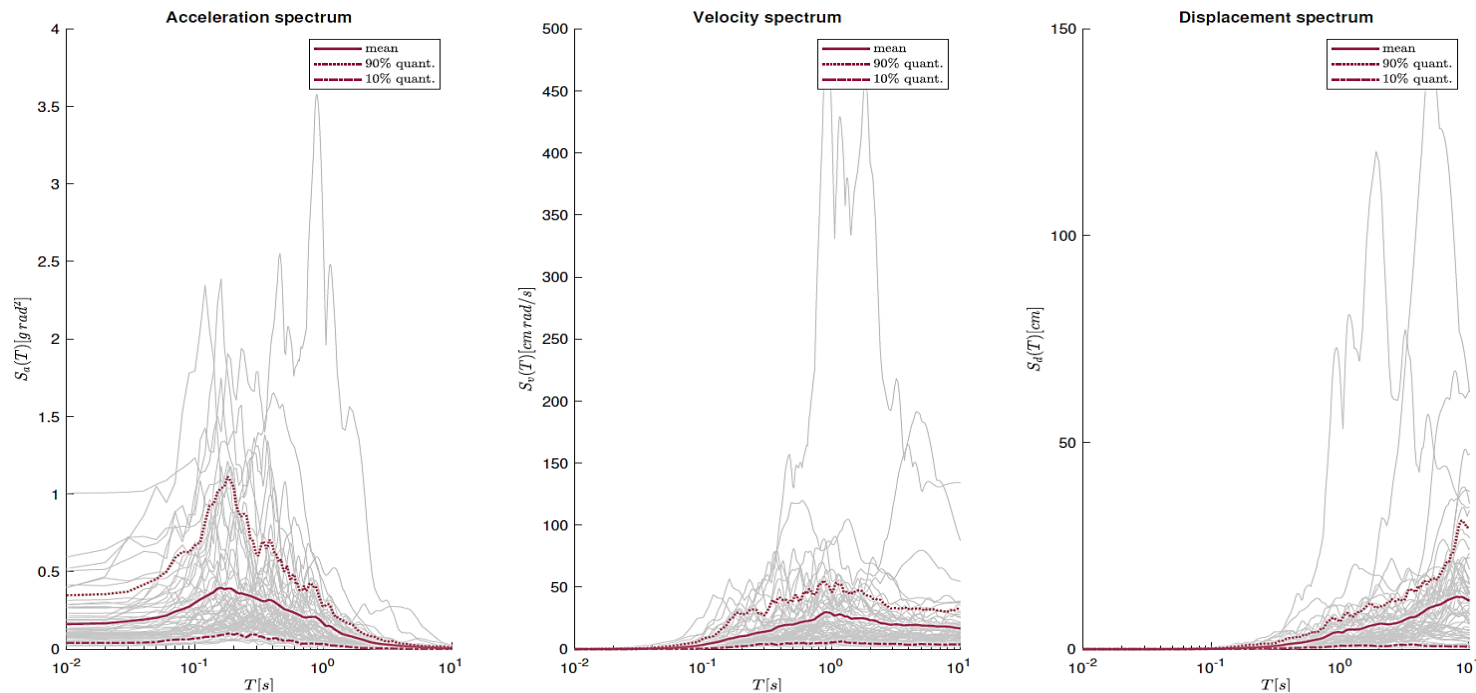 Acceleration spectrum
4
3.5
3
2.5
2
1.5
1
0.5
0
10^-2
10^-1
10^0
10^1
S_a(T)[g rad^2]
T[s]
mean
90% quant.
10% quant.
Velocity spectrum
500
450
400
350
300
250
200
150
100
50
0
10^-2
10^-1
10^0
10^1
S_v(T)[cm rad/s]
T[s]
mean
90% quant.
10% quant.
Displacement spectrum
150
100
50
0
10^-2
10^-1
10^0
10^1
S_d(T)[cm]
T[s]
mean
90% quant.
10% quant.